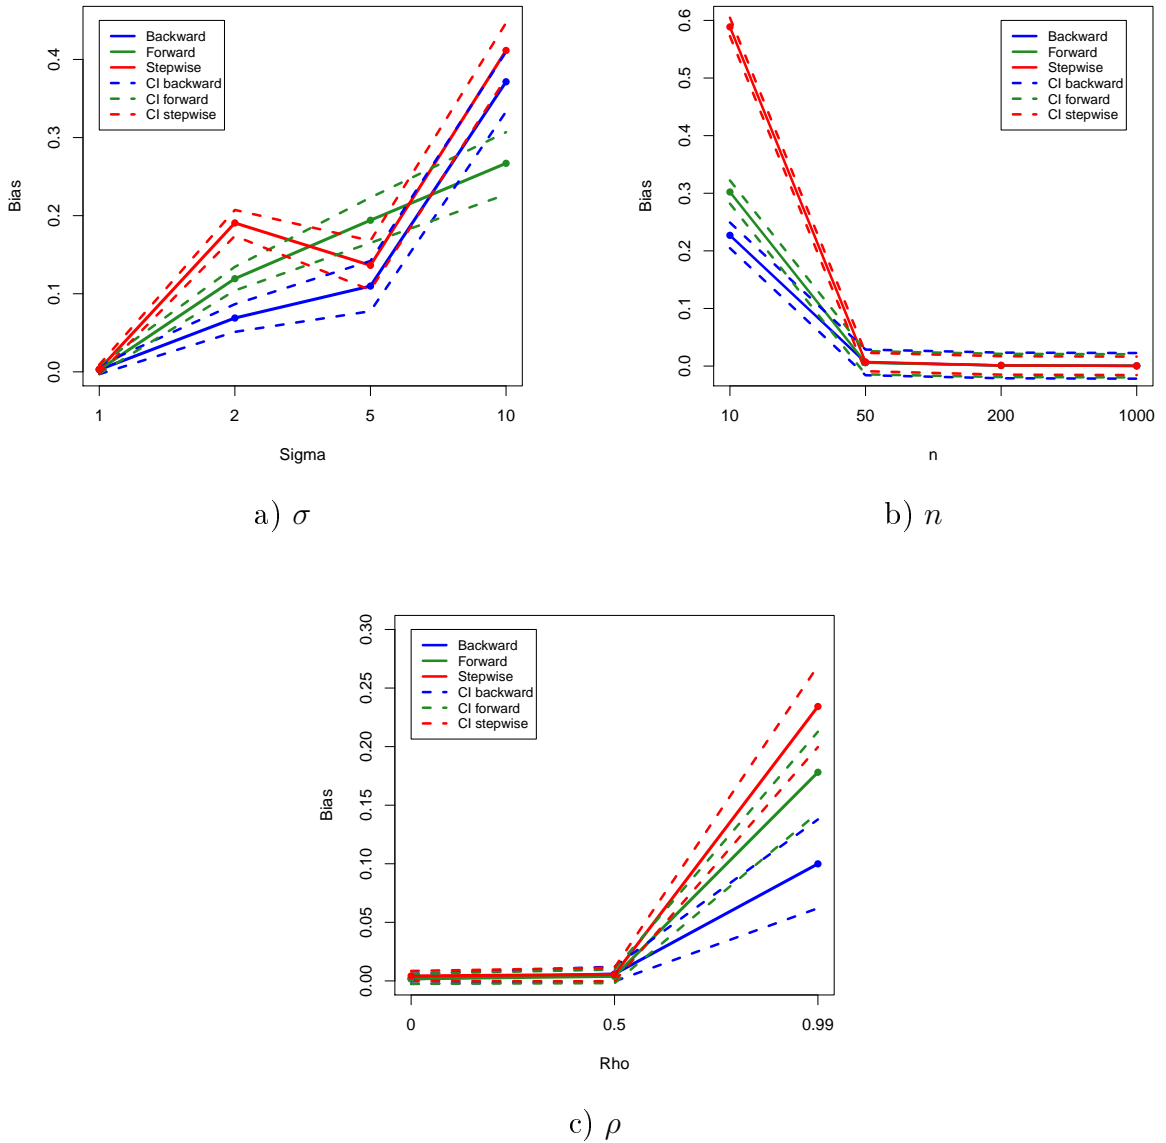 Backward
Forward
Stepwise
CI backward
CI forward
CI stepwise
Bias
0.0 0.1 0.2 0.3 0.4
1 2 5 10
Sigma
a) σ
Backward
Forward
Stepwise
CI backward
CI forward
CI stepwise
Bias
0.0 0.1 0.2 0.3 0.4 0.5 0.6
10 50 200 1000
n
b) n
Backward
Forward
Stepwise
CI backward
CI forward
CI stepwise
Bias
0.00 0.05 0.10 0.15 0.20 0.25 0.30
0 0.5 0.99
Rho
c) ρ